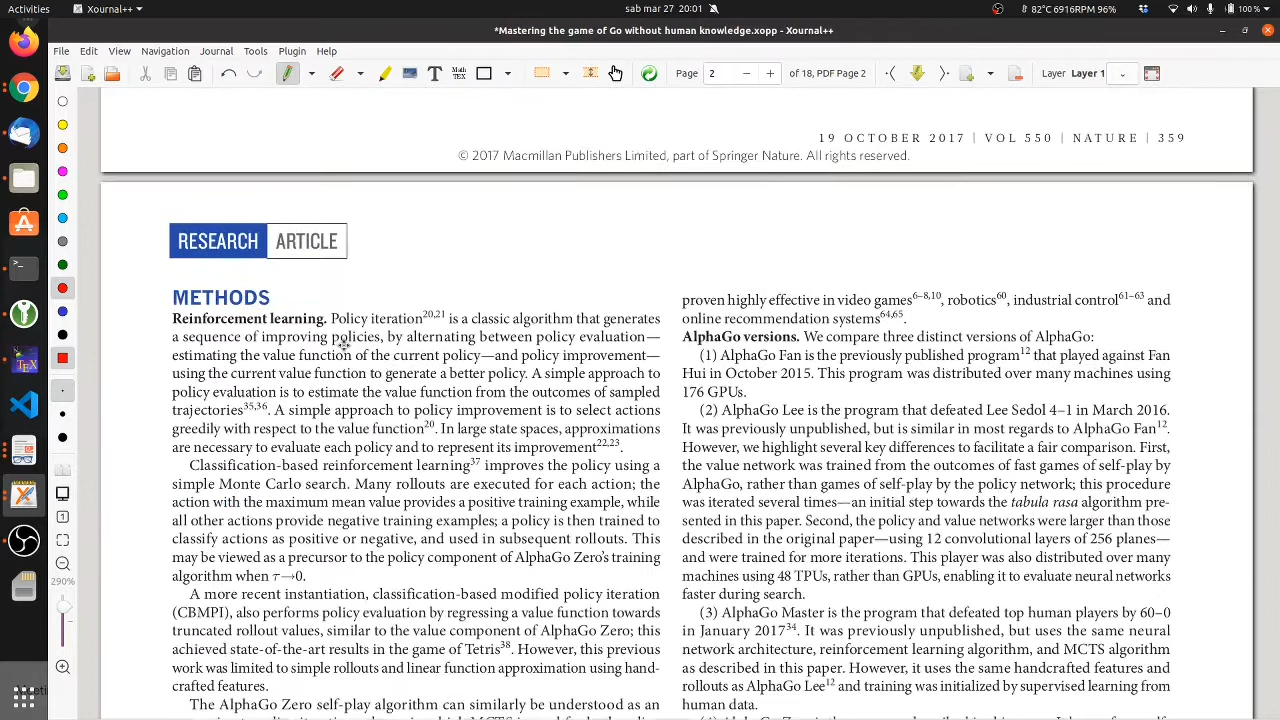 Activities
Xournal++
sab mar 27 20:01
82°C 6916RPM 96%
100 %
*Mastering the game of Go without human knowledge.xopp - Xournal++
File Edit View Navigation Journal Tools Plugin Help
Math TEX
Page 2 of 18, PDF Page 2
Layer Layer 1
290%
19 OCTOBER 2017 | VOL 550 | NATURE | 359
© 2017 Macmillan Publishers Limited, part of Springer Nature. All rights reserved.
RESEARCH ARTICLE
METHODS
Reinforcement learning. Policy iteration20,21 is a classic algorithm that generates
a sequence of improving policies, by alternating between policy evaluation—
estimating the value function of the current policy—and policy improvement—
using the current value function to generate a better policy. A simple approach to
policy evaluation is to estimate the value function from the outcomes of sampled
trajectories35,36. A simple approach to policy improvement is to select actions
greedily with respect to the value function20. In large state spaces, approximations
are necessary to evaluate each policy and to represent its improvement22,23.
Classification-based reinforcement learning37 improves the policy using a
simple Monte Carlo search. Many rollouts are executed for each action; the
action with the maximum mean value provides a positive training example, while
all other actions provide negative training examples; a policy is then trained to
classify actions as positive or negative, and used in subsequent rollouts. This
may be viewed as a precursor to the policy component of AlphaGo Zero's training
algorithm when τ→0.
A more recent instantiation, classification-based modified policy iteration
(CBMPI), also performs policy evaluation by regressing a value function towards
truncated rollout values, similar to the value component of AlphaGo Zero; this
achieved state-of-the-art results in the game of Tetris38. However, this previous
work was limited to simple rollouts and linear function approximation using hand-
crafted features.
The AlphaGo Zero self-play algorithm can similarly be understood as an
proven highly effective in video games6–8,10, robotics60, industrial control61–63 and
online recommendation systems64,65.
AlphaGo versions. We compare three distinct versions of AlphaGo:
(1) AlphaGo Fan is the previously published program12 that played against Fan
Hui in October 2015. This program was distributed over many machines using
176 GPUs.
(2) AlphaGo Lee is the program that defeated Lee Sedol 4–1 in March 2016.
It was previously unpublished, but is similar in most regards to AlphaGo Fan12.
However, we highlight several key differences to facilitate a fair comparison. First,
the value network was trained from the outcomes of fast games of self-play by
AlphaGo, rather than games of self-play by the policy network; this procedure
was iterated several times—an initial step towards the tabula rasa algorithm pre-
sented in this paper. Second, the policy and value networks were larger than those
described in the original paper—using 12 convolutional layers of 256 planes—
and were trained for more iterations. This player was also distributed over many
machines using 48 TPUs, rather than GPUs, enabling it to evaluate neural networks
faster during search.
(3) AlphaGo Master is the program that defeated top human players by 60–0
in January 201734. It was previously unpublished, but uses the same neural
network architecture, reinforcement learning algorithm, and MCTS algorithm
as described in this paper. However, it uses the same handcrafted features and
rollouts as AlphaGo Lee12 and training was initialized by supervised learning from
human data.